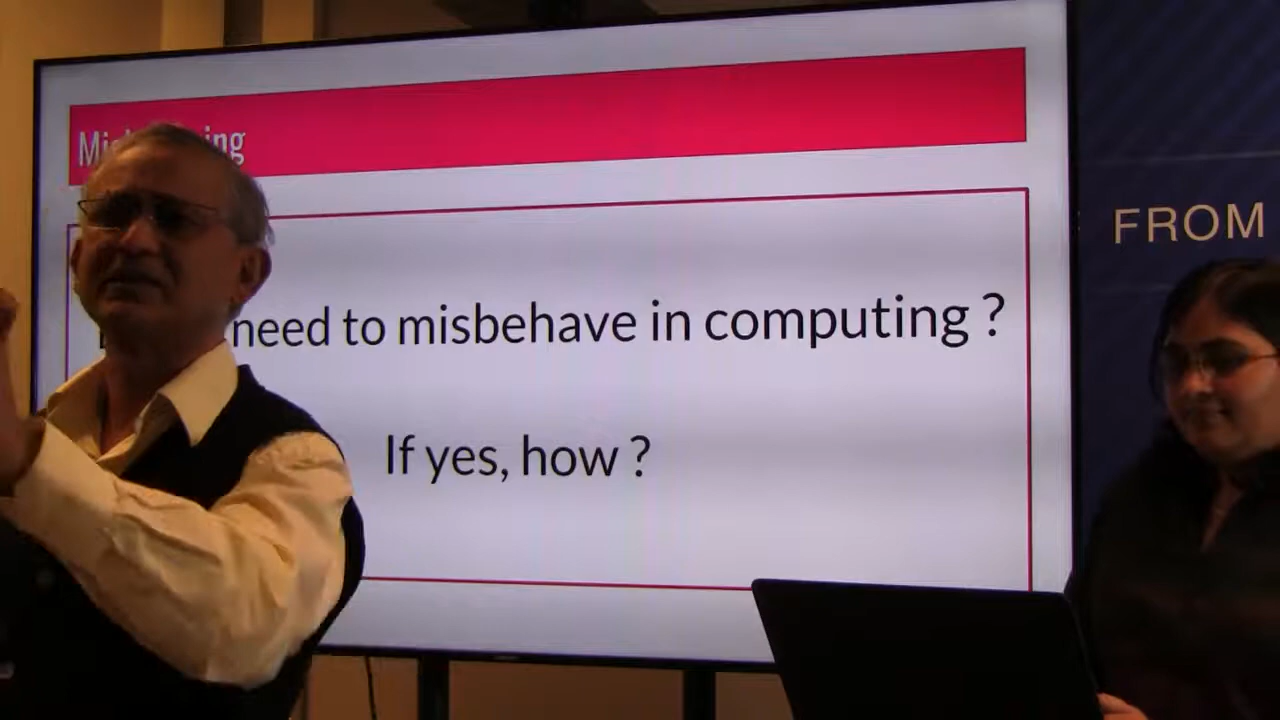 need to misbehave in computing ?
If yes, how ?
FROM